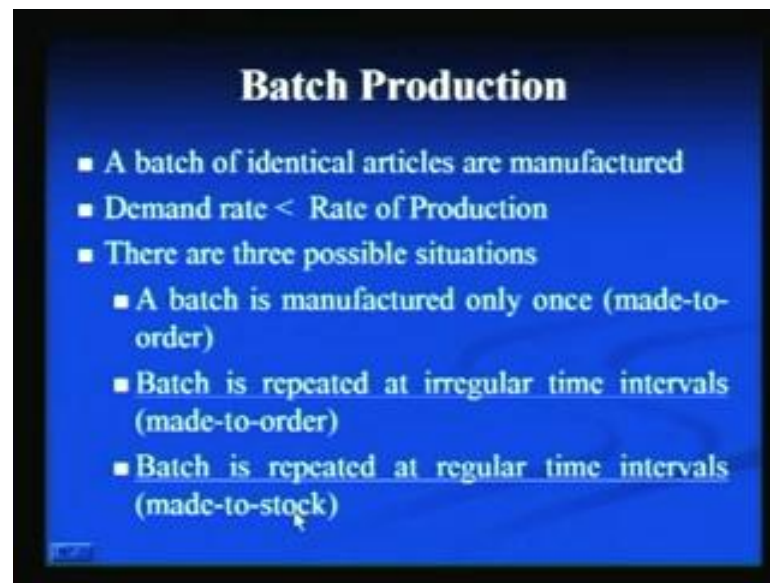 Batch Production
A batch of identical articles are manufactured
Demand rate < Rate of Production
There are three possible situations
A batch is manufactured only once (made-to-
order)
Batch is repeated at irregular time intervals
(made-to-order)
Batch is repeated at regular time intervals
(made-to-stock)